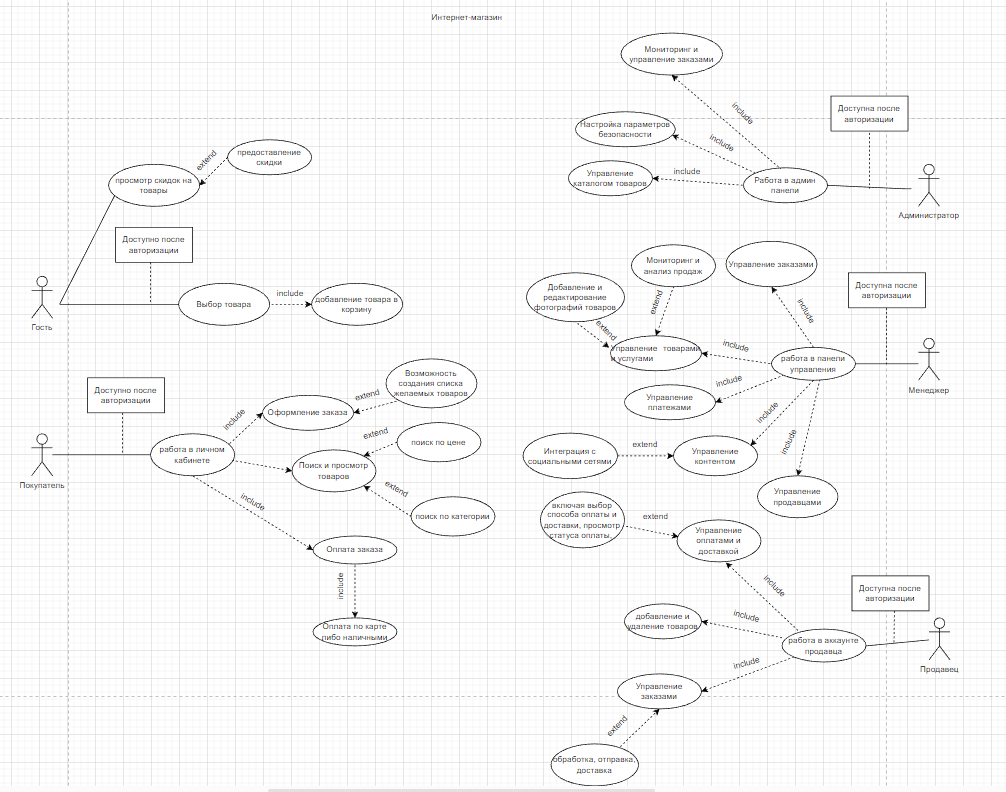 Интернет-магазин
Мониторинг и
управление заказами
include
Настройка параметров
безопасности
include
Управление
каталогом товаров
include
Работа в админ
панели
Доступна после
авторизации
Администратор
предоставление
скидки
extend
просмотр скидок на
товары
Доступно после
авторизации
Гость
Выбор товара
include
добавление товара в
корзину
Мониторинг и
анализ продаж
Управление заказами
Добавление и
редактирование
фотографий товаров
extend
extend
include
Доступна после
авторизации
Управление товарами
и услугами
include
работа в панели
управления
Менеджер
Управление
платежами
include
include
include
Интеграция с
социальными сетями
extend
Управление
контентом
Управление
продавцами
Доступно после
авторизации
Возможность
создания списка
желаемых товаров
extend
Оформление заказа
include
работа в личном
кабинете
Покупатель
поиск по цене
extend
Поиск и просмотр
товаров
extend
поиск по категории
include
Оплата заказа
include
Оплата по карте
либо наличными
включая выбор
способа оплаты и
доставки, просмотр
статуса оплаты.
extend
Управление
оплатами и
доставкой
include
Доступна после
авторизации
добавление и
удаление товаров
include
работа в аккаунте
продавца
Продавец
include
Управление
заказами
extend
обработка, отправка,
доставка